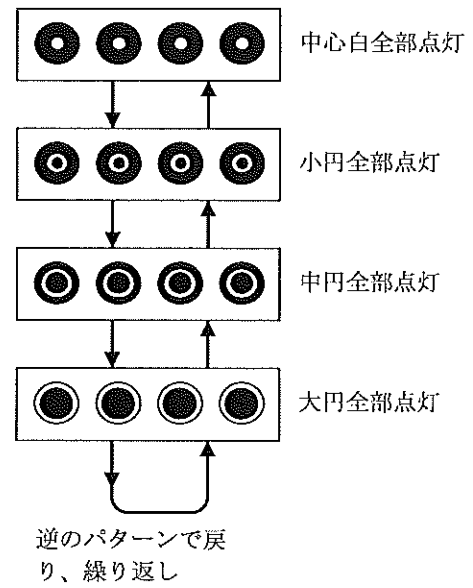 中心白全部点灯
小円全部点灯
中円全部点灯
大円全部点灯
逆のパターンで戻
り、繰り返し